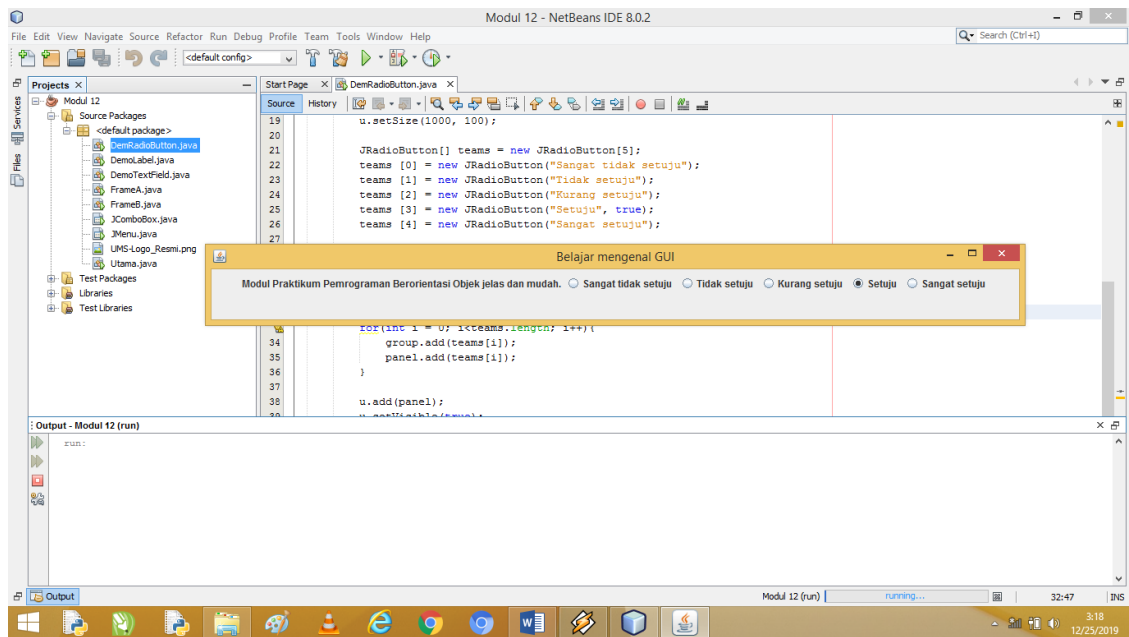 Modul 12 - NetBeans IDE 8.0.2
File Edit View Navigate Source Refactor Run Debug Profile Team Tools Window Help
Search (Ctrl+I)
<default config>
Projects
Start Page DemRadioButton.java
Services
Files
Modul 12
Source Packages
<default package>
DemRadioButton.java
DemoLabel.java
DemoTextField.java
FrameA.java
FrameB.java
JComboBox.java
JMenu.java
UMS-Logo_Resmi.png
Utama.java
Test Packages
Libraries
Test Libraries
Source History
19 u.setSize(1000, 100);
20
21 JRadioButton[] teams = new JRadioButton[5];
22 teams [0] = new JRadioButton("Sangat tidak setuju");
23 teams [1] = new JRadioButton("Tidak setuju");
24 teams [2] = new JRadioButton("Kurang setuju");
25 teams [3] = new JRadioButton("Setuju", true);
26 teams [4] = new JRadioButton("Sangat setuju");
27
Belajar mengenal GUI
Modul Praktikum Pemrograman Berorientasi Objek jelas dan mudah. Sangat tidak setuju Tidak setuju Kurang setuju Setuju Sangat setuju
for(int i = 0; i<teams.length; i++){
34 group.add(teams[i]);
35 panel.add(teams[i]);
36 }
37
38 u.add(panel);
39 u.setVisible(true);
Output - Modul 12 (run)
run:
Output
Modul 12 (run) running... 32:47 INS
3:18
12/25/2019